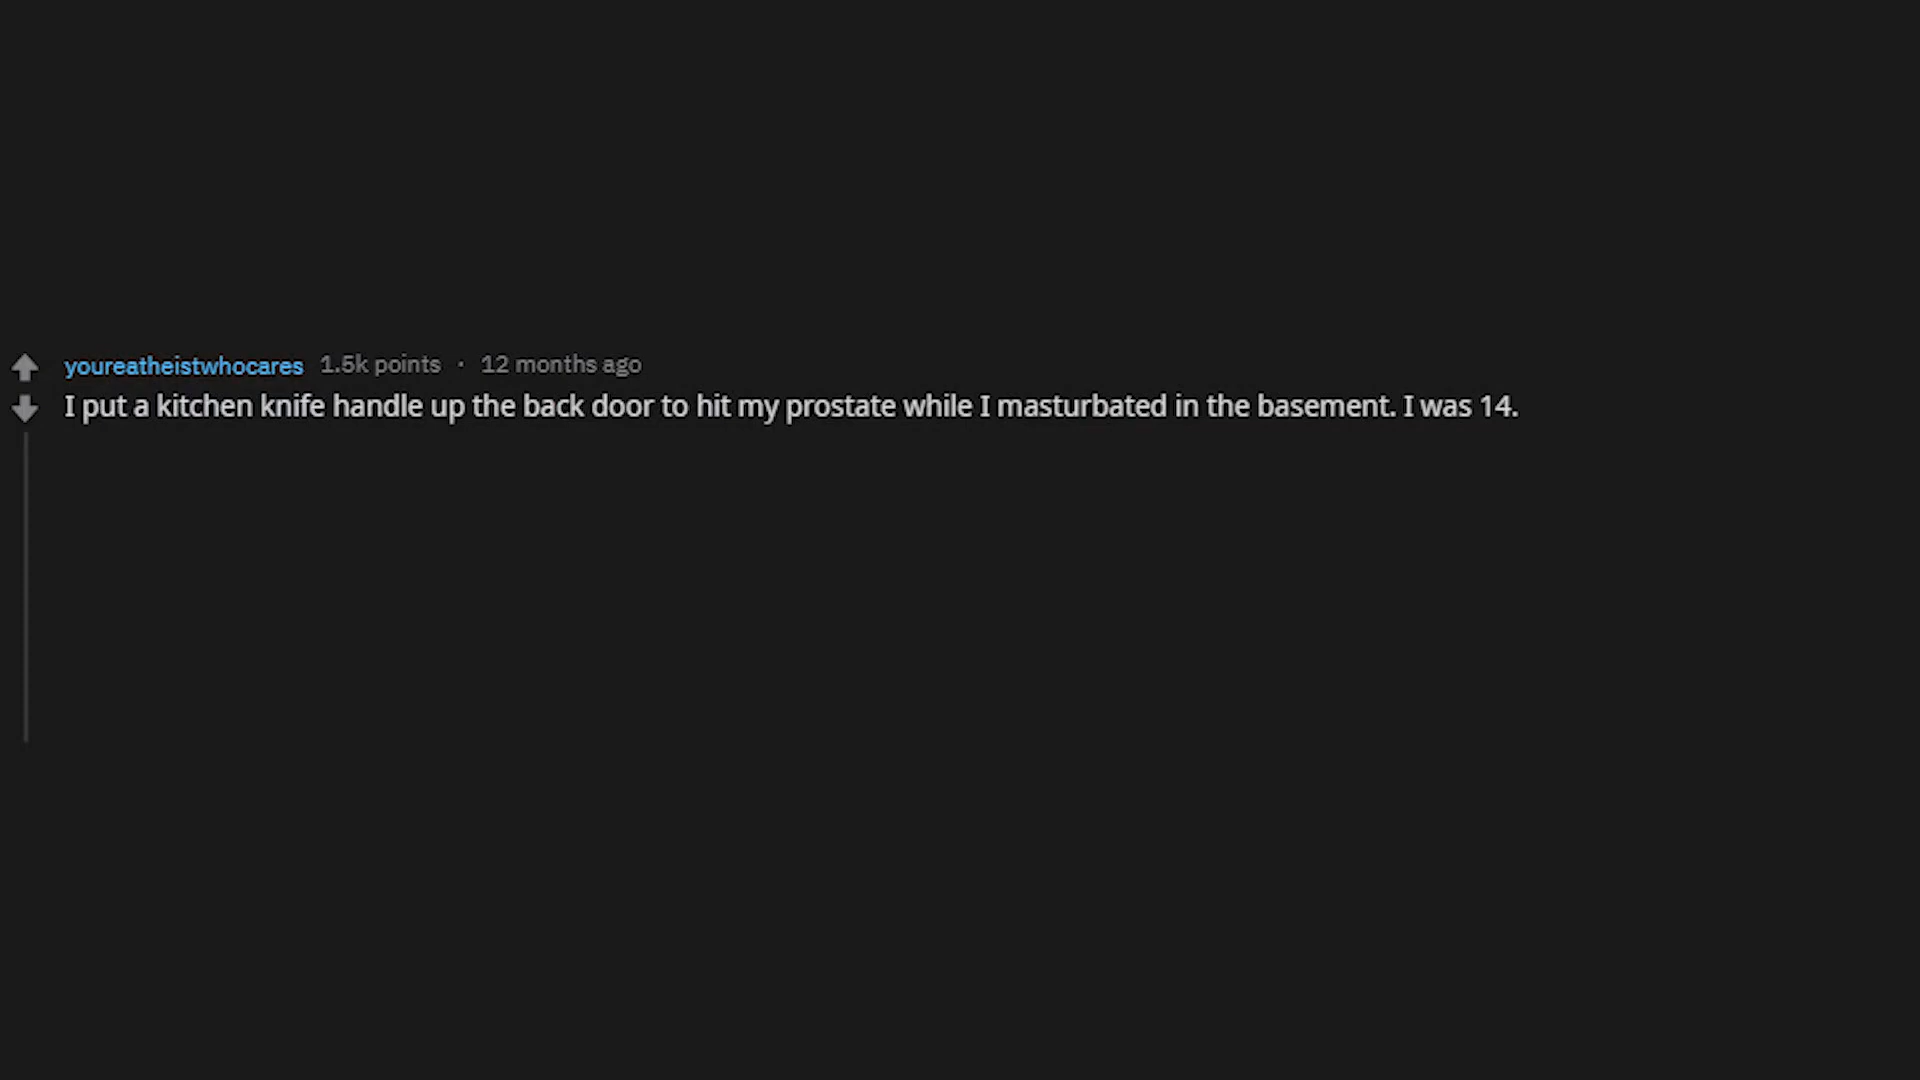 youreatheistwhocares 1.5k points · 12 months ago
I put a kitchen knife handle up the back door to hit my prostate while I masturbated in the basement. I was 14.